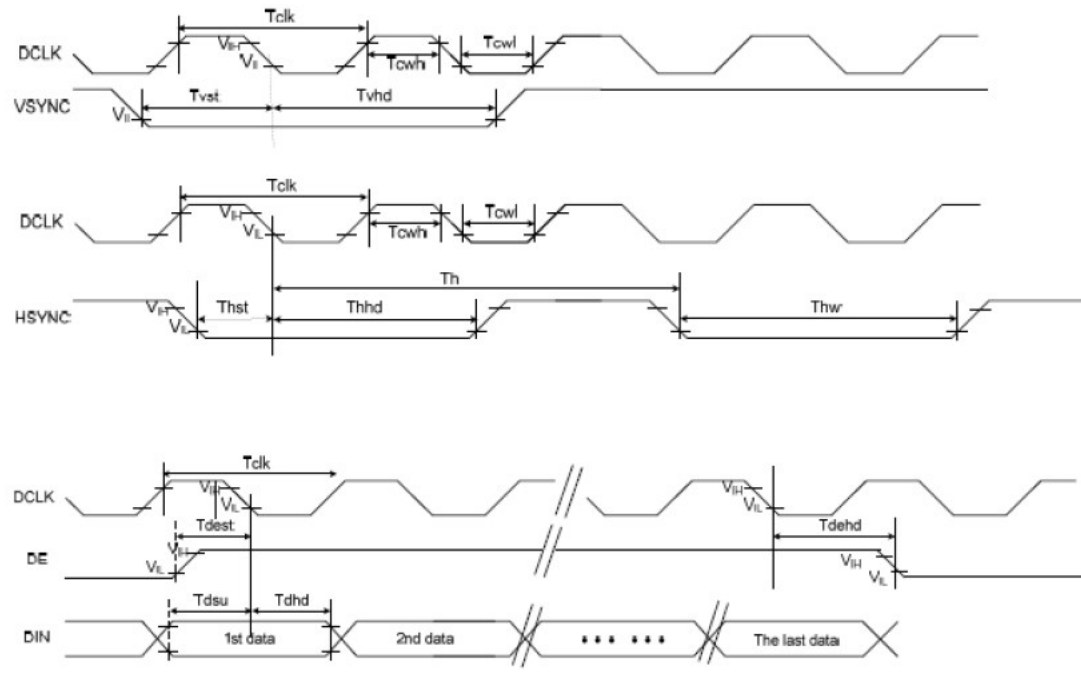 Tclk
DCLK
VIH
VIL
Tcwh
Tcwl
VSYNC
VIL
Tvst
Tvhd
Tclk
DCLK
VIH
VIL
Tcwh
Tcwl
Th
HSYNC
VIH
VIL
Thst
Thhd
Thw
Tclk
DCLK
VIH
VIL
VIH
VIL
Tdest
Tdehd
DE
VIH
VIL
VIH
VIL
Tdsu
Tdhd
DIN
1st data
2nd data
The last data